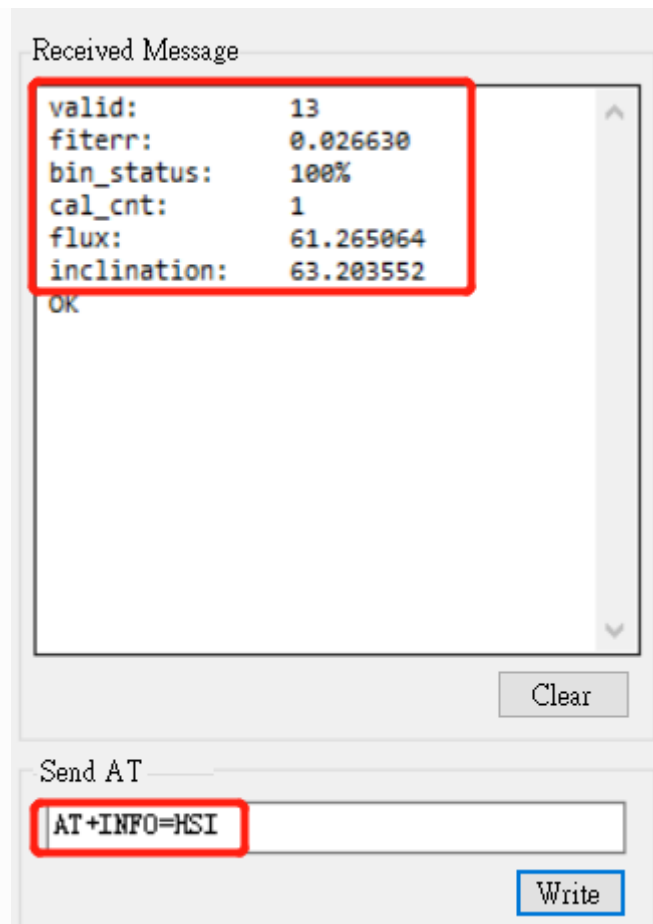 Received Message
valid: 13
fiterr: 0.026630
bin_status: 100%
cal_cnt: 1
flux: 61.265064
inclination: 63.203552
OK
Clear
Send AT
AT+INFO=HSI
Write